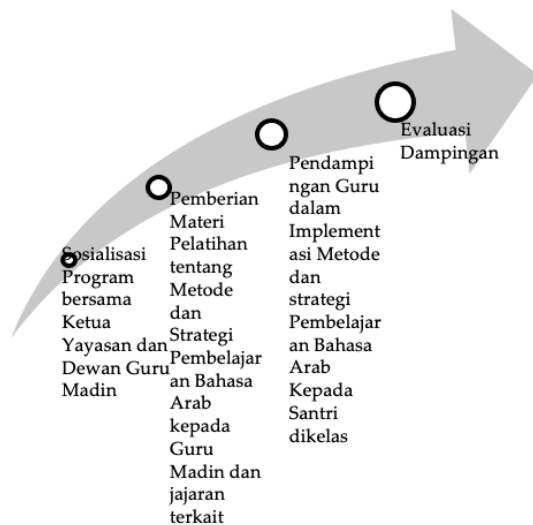 Sosialisasi
Program
bersama
Ketua
Yayasan dan
Dewan Guru
Madin
Pemberian
Materi
Pelatihan
tentang
Metode
dan
Strategi
Pembelajar
an Bahasa
Arab
kepada
Guru
Madin dan
jajaran
terkait
Pendampi
ngan Guru
dalam
Implement
asi Metode
dan
strategi
Pembelajar
an Bahasa
Arab
Kepada
Santri
dikelas
Evaluasi
Dampingan